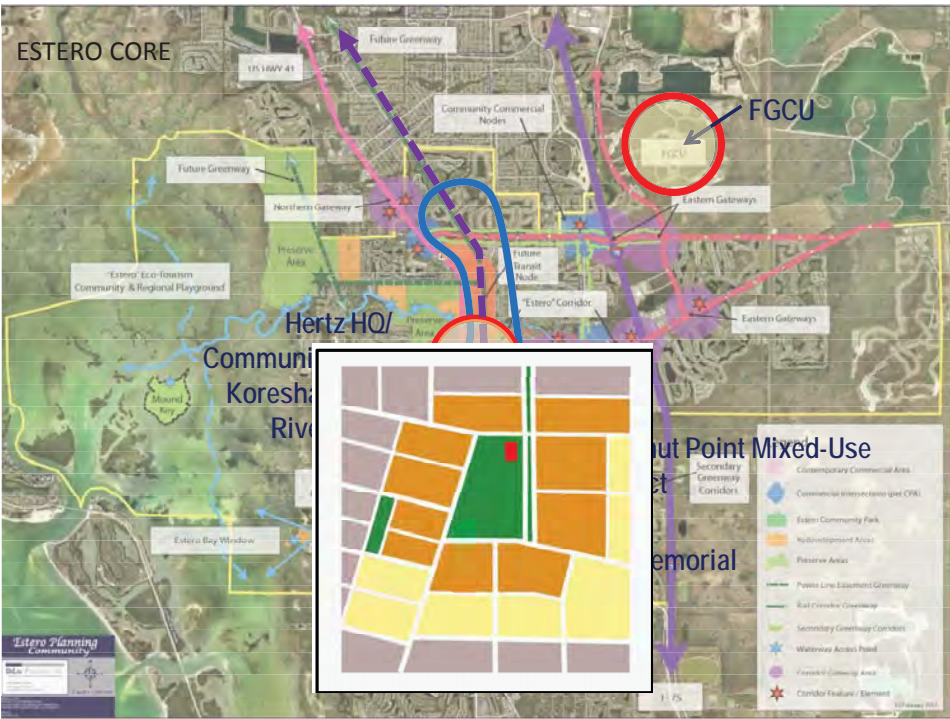 ESTERO CORE
Future Greenway
US HWY 41
Community Commercial
Nodes
FGCU
FGCU
Future Greenway
Northern Gateway
Eastern Gateways
Preserve
Area
Future
Transit
Node
"Estero" Eco-Tourism
Community & Regional Playground
"Estero" Corridor
Preserve
Area
Eastern Gateways
Hertz HQ/
Communi
Koresha
Rive
Mound
Key
ut Point Mixed-Use
ct
Secondary
Greenway
Corridors
emorial
Estero Bay Window
I-75
Contemporary Commercial Area
Commercial Intersections (per CPA)
Estero Community Park
Redevelopment Areas
Preserve Areas
Power Line Easement Greenway
Rail Corridor Greenway
Secondary Greenway Corridors
Waterway Access Point
Corridor Gateway Area
Corridor Feature / Element
Estero Planning
Community